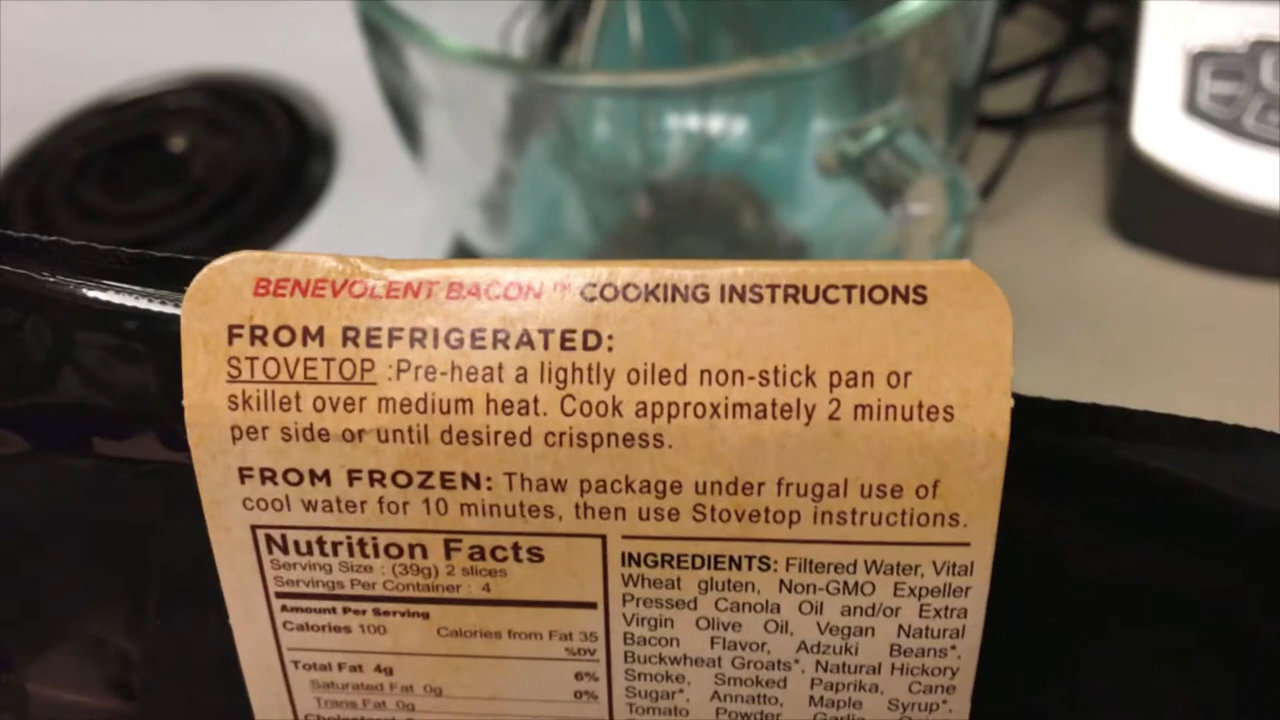 BENEVOLENT BACON™ COOKING INSTRUCTIONS
FROM REFRIGERATED:
STOVETOP :Pre-heat a lightly oiled non-stick pan or
skillet over medium heat. Cook approximately 2 minutes
per side or until desired crispness.
FROM FROZEN: Thaw package under frugal use of
cool water for 10 minutes, then use Stovetop instructions.
Nutrition Facts
Serving Size : (39g) 2 slices
Servings Per Container : 4
Amount Per Serving
Calories 100 Calories from Fat 35
%DV
Total Fat 4g 6%
Saturated Fat 0g 0%
Trans Fat 0g
INGREDIENTS: Filtered Water, Vital
Wheat gluten, Non-GMO Expeller
Pressed Canola Oil and/or Extra
Virgin Olive Oil, Vegan Natural
Bacon Flavor, Adzuki Beans*,
Buckwheat Groats*, Natural Hickory
Smoke, Smoked Paprika, Cane
Sugar*, Annatto, Maple Syrup*,
Tomato Powder, Garlic